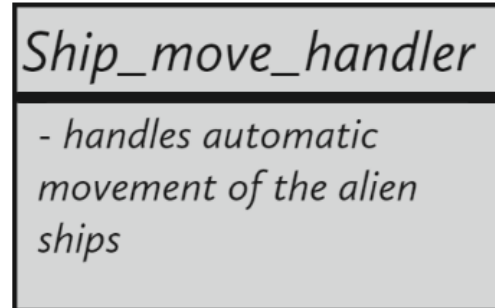 Ship_move_handler
- handles automatic
movement of the alien
ships